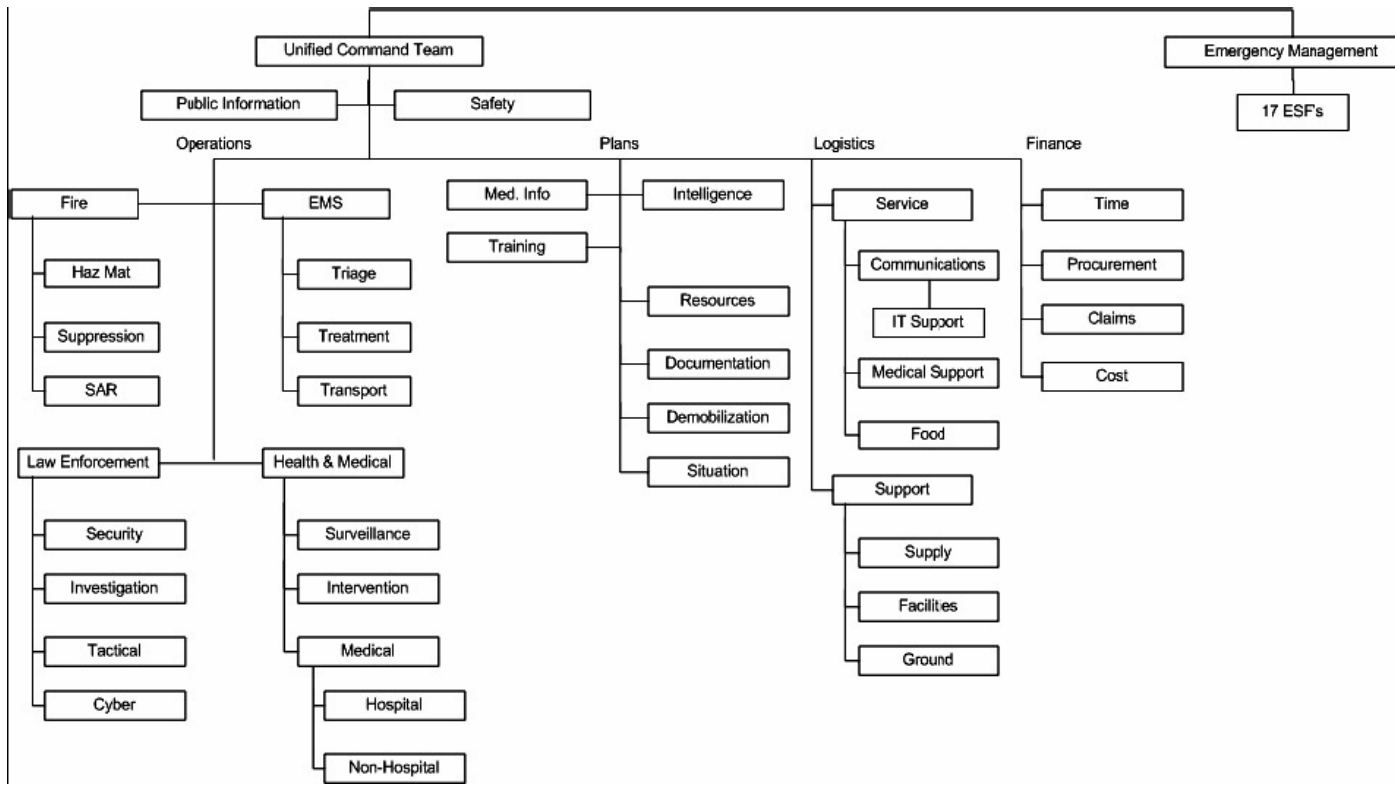 Unified Command Team
Emergency Management
Public Information
Safety
17 ESF's
Operations
Plans
Logistics
Finance
Fire
EMS
Med. Info
Intelligence
Service
Time
Training
Haz Mat
Triage
Communications
Procurement
Resources
IT Support
Claims
Suppression
Treatment
Documentation
Medical Support
Cost
SAR
Transport
Demobilization
Food
Law Enforcement
Health & Medical
Situation
Support
Security
Surveillance
Supply
Investigation
Intervention
Facilities
Tactical
Medical
Ground
Cyber
Hospital
Non-Hospital